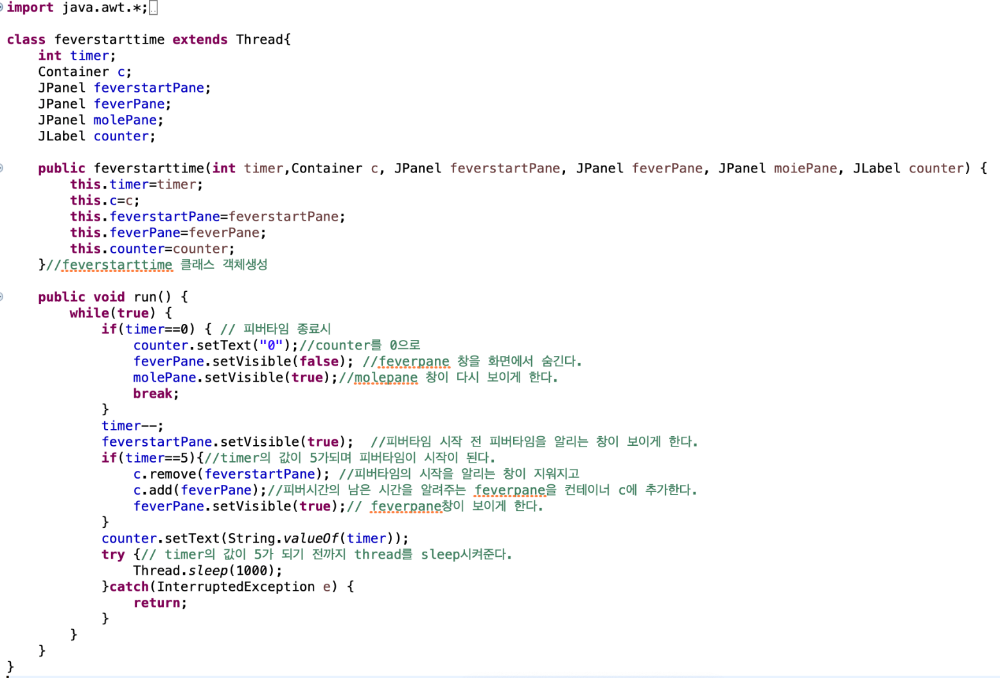 import java.awt.*;
class feverstarttime extends Thread{
    int timer;
    Container c;
    JPanel feverstartPane;
    JPanel feverPane;
    JPanel molePane;
    JLabel counter;
    public feverstarttime(int timer,Container c, JPanel feverstartPane, JPanel feverPane, JPanel moiePane, JLabel counter) {
        this.timer=timer;
        this.c=c;
        this.feverstartPane=feverstartPane;
        this.feverPane=feverPane;
        this.counter=counter;
    }//feverstarttime 클래스 객체생성
    public void run() {
        while(true) {
            if(timer==0) { // 피버타임 종료시
                counter.setText("0");//counter를 0으로
                feverPane.setVisible(false); //feverpane 창을 화면에서 숨긴다.
                molePane.setVisible(true);//molepane 창이 다시 보이게 한다.
                break;
            }
            timer--;
            feverstartPane.setVisible(true);  //피버타임 시작 전 피버타임을 알리는 창이 보이게 한다.
            if(timer==5){//timer의 값이 5가되며 피버타임이 시작이 된다.
                c.remove(feverstartPane); //피버타임의 시작을 알리는 창이 지워지고
                c.add(feverPane);//피버시간의 남은 시간을 알려주는 feverpane을 컨테이너 c에 추가한다.
                feverPane.setVisible(true);// feverpane창이 보이게 한다.
            }
            counter.setText(String.valueOf(timer));
            try {// timer의 값이 5가 되기 전까지 thread를 sleep시켜준다.
                Thread.sleep(1000);
            }catch(InterruptedException e) {
                return;
            }
        }
    }
}